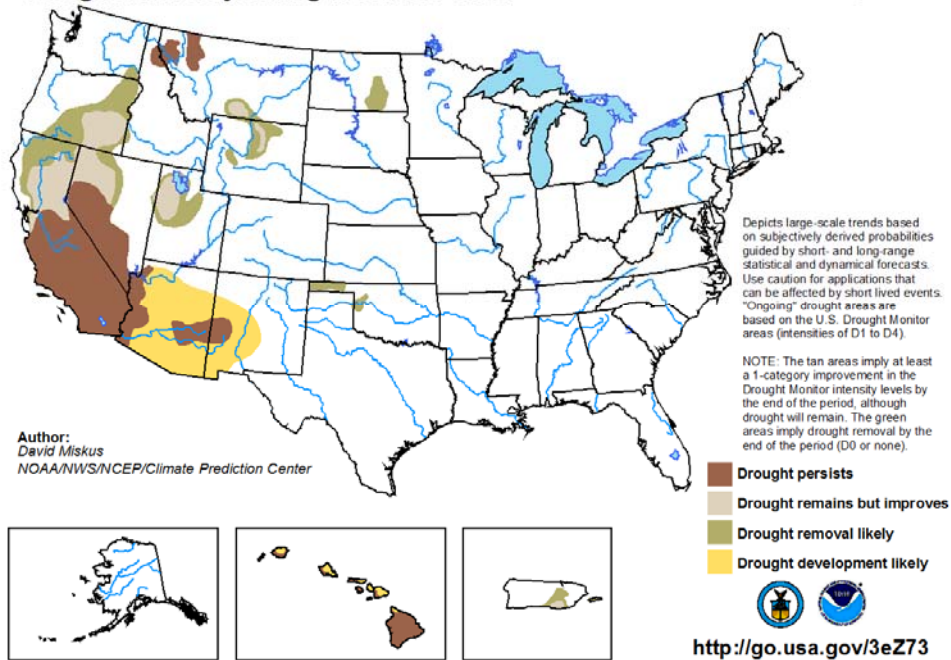 Depicts large-scale trends based
on subjectively derived probabilities
guided by short- and long-range
statistical and dynamical forecasts.
Use caution for applications that
can be affected by short lived events.
"Ongoing" drought areas are
based on the U.S. Drought Monitor
areas (intensities of D1 to D4).
NOTE: The tan areas imply at least
a 1-category improvement in the
Drought Monitor intensity levels by
the end of the period, although
drought will remain. The green
areas imply drought removal by the
end of the period (D0 or none).
Author:
David Miskus
NOAA/NWS/NCEP/Climate Prediction Center
Drought persists
Drought remains but improves
Drought removal likely
Drought development likely
http://go.usa.gov/3eZ73